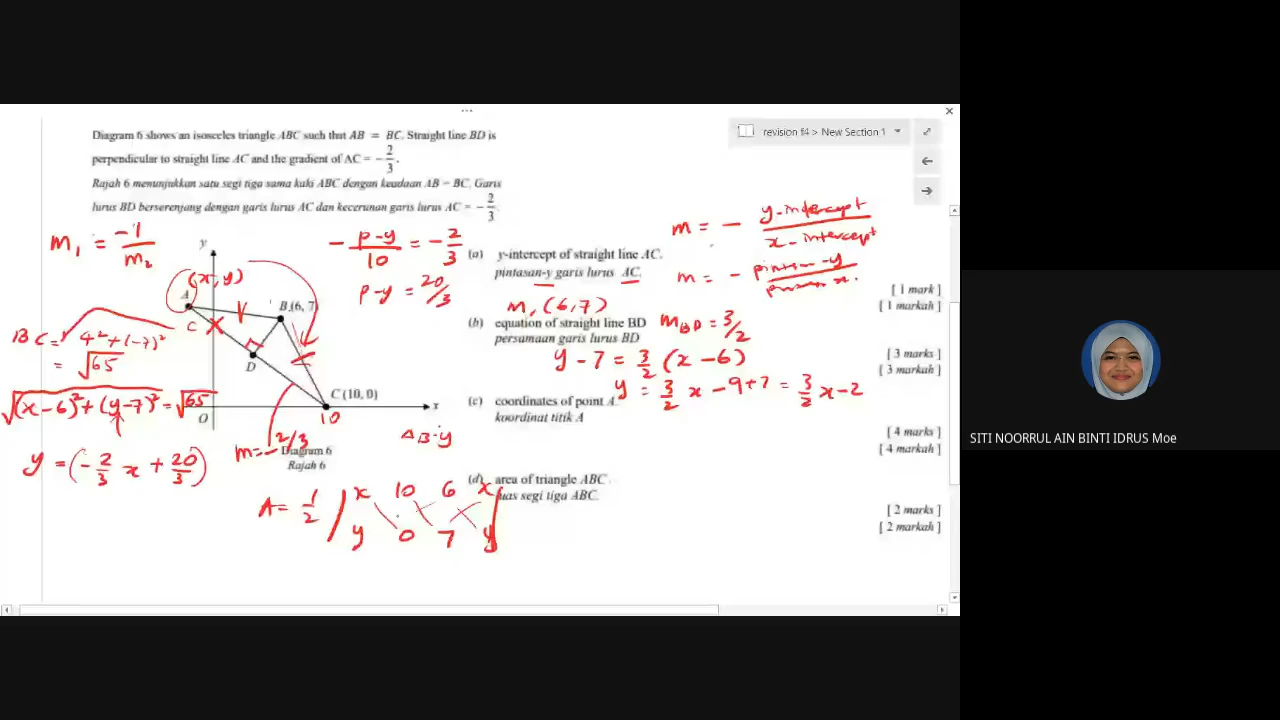 revision f4 > New Section 1
Diagram 6 shows an isosceles triangle ABC such that AB = BC. Straight line BD is
perpendicular to straight line AC and the gradient of AC = -2/3.
Rajah 6 menunjukkan satu segi tiga sama kaki ABC dengan keadaan AB = BC. Garis
lurus BD berserenjang dengan garis lurus AC dan kecerunan garis lurus AC = -2/3.
m₁ = -1/m₂
- p-y/10 = -2/3
p-y = 20/3
m = - y-intercept/x-intercept
m = - pintasan-y/pintasan x
(a) y-intercept of straight line AC.
pintasan-y garis lurus AC.
[ 1 mark ]
[ 1 markah ]
y
(x, y)
A
B (6, 7)
C
D
C (10, 0)
10
O
x
m = -2/3
Diagram 6
Rajah 6
BC = √4² + (-7)²
= √65
√(x-6)² + (y-7)² = √65
y = (-2/3 x + 20/3)
m, (6, 7)
(b) equation of straight line BD
persamaan garis lurus BD
m BD = 3/2
[ 3 marks ]
[ 3 markah ]
y - 7 = 3/2 (x - 6)
y = 3/2 x - 9 + 7 = 3/2 x - 2
(c) coordinates of point A.
koordinat titik A
[ 4 marks ]
[ 4 markah ]
(d) area of triangle ABC
luas segi tiga ABC.
[ 2 marks ]
[ 2 markah ]
A = 1/2 | x 10 6 x
y 0 7 y |
SITI NOORRUL AIN BINTI IDRUS Moe